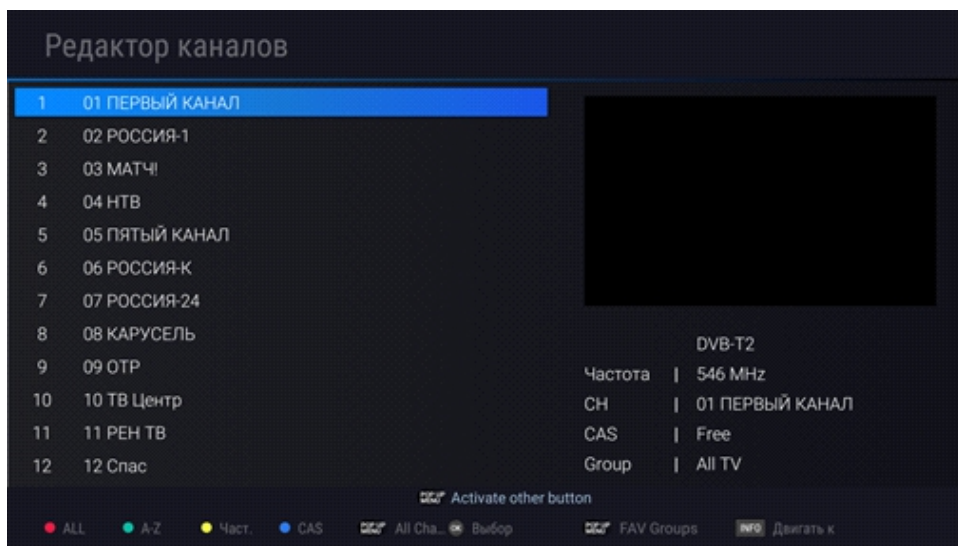 Редактор каналов
1 01 ПЕРВЫЙ КАНАЛ
2 02 РОССИЯ-1
3 03 МАТЧ!
4 04 НТВ
5 05 ПЯТЫЙ КАНАЛ
6 06 РОССИЯ-К
7 07 РОССИЯ-24
8 08 КАРУСЕЛЬ
9 09 ОТР
10 10 ТВ Центр
11 11 РЕН ТВ
12 12 Спас
DVB-T2
Частота | 546 MHz
CH | 01 ПЕРВЫЙ КАНАЛ
CAS | Free
Group | All TV
Activate other button
ALL A-Z Част. CAS All Cha... OK Выбор FAV Groups INFO Двигать к